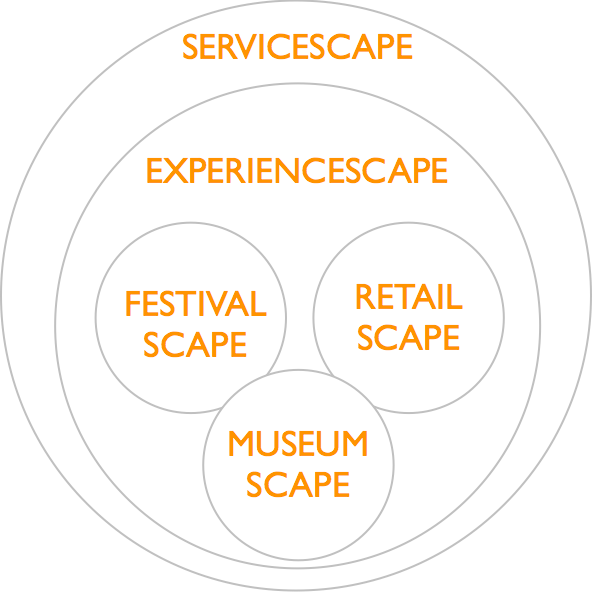 SERVICESCAPE
EXPERIENCESCAPE
FESTIVAL
SCAPE
RETAIL
SCAPE
MUSEUM
SCAPE